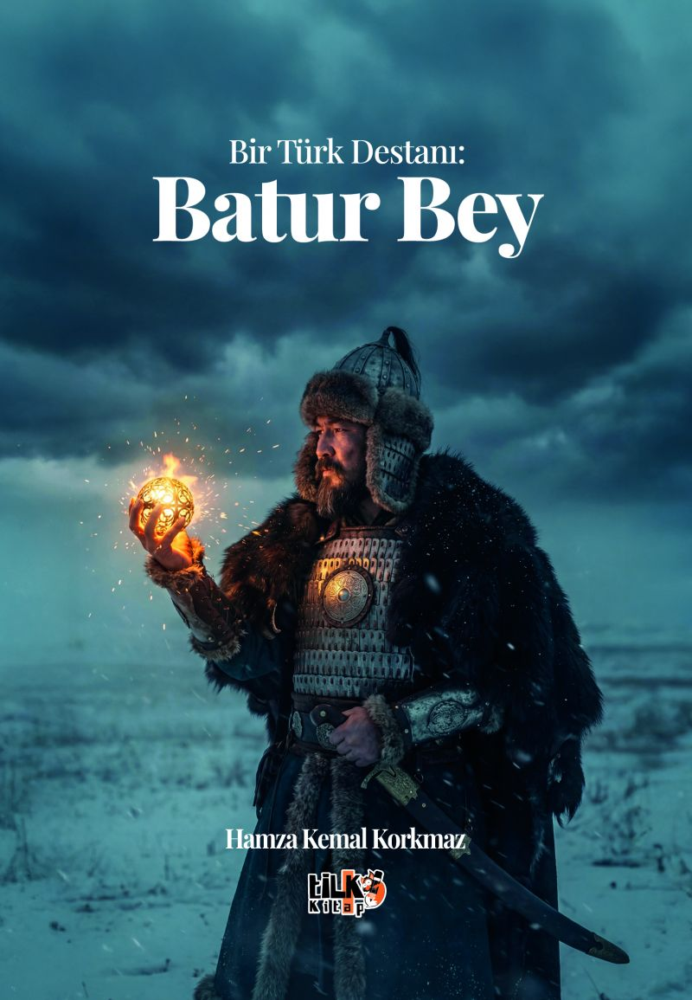 Bir Türk Destanı:
Batur Bey
Hamza Kemal Korkmaz
tilki
kitap